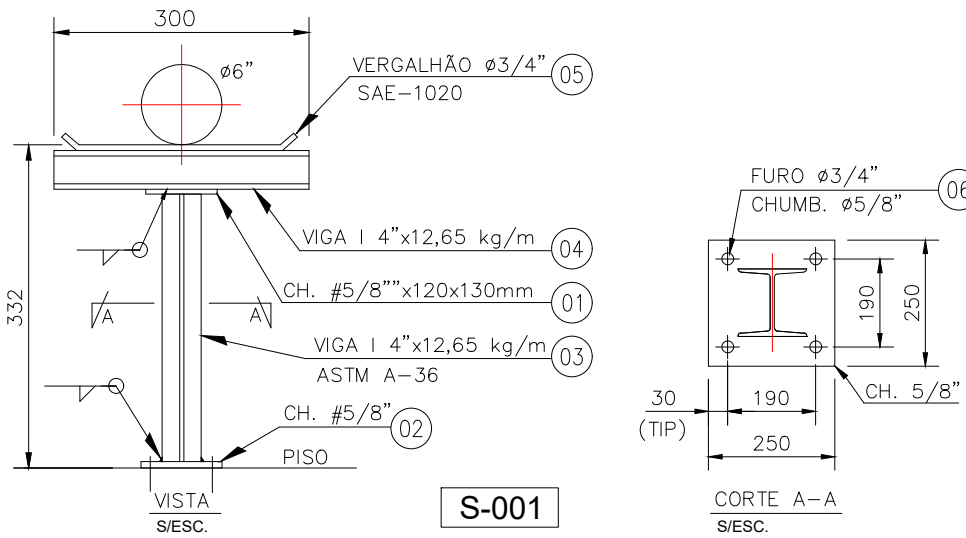 300
ø6"
VERGALHÃO ø3/4"
SAE-1020
05
VIGA I 4"x12,65 kg/m
04
CH. #5/8""x120x130mm
01
332
A
A
VIGA I 4"x12,65 kg/m
ASTM A-36
03
CH. #5/8"
02
PISO
VISTA
S/ESC.
S-001
FURO ø3/4"
CHUMB. ø5/8"
06
190
250
CH. 5/8"
30
(TIP)
190
250
CORTE A-A
S/ESC.